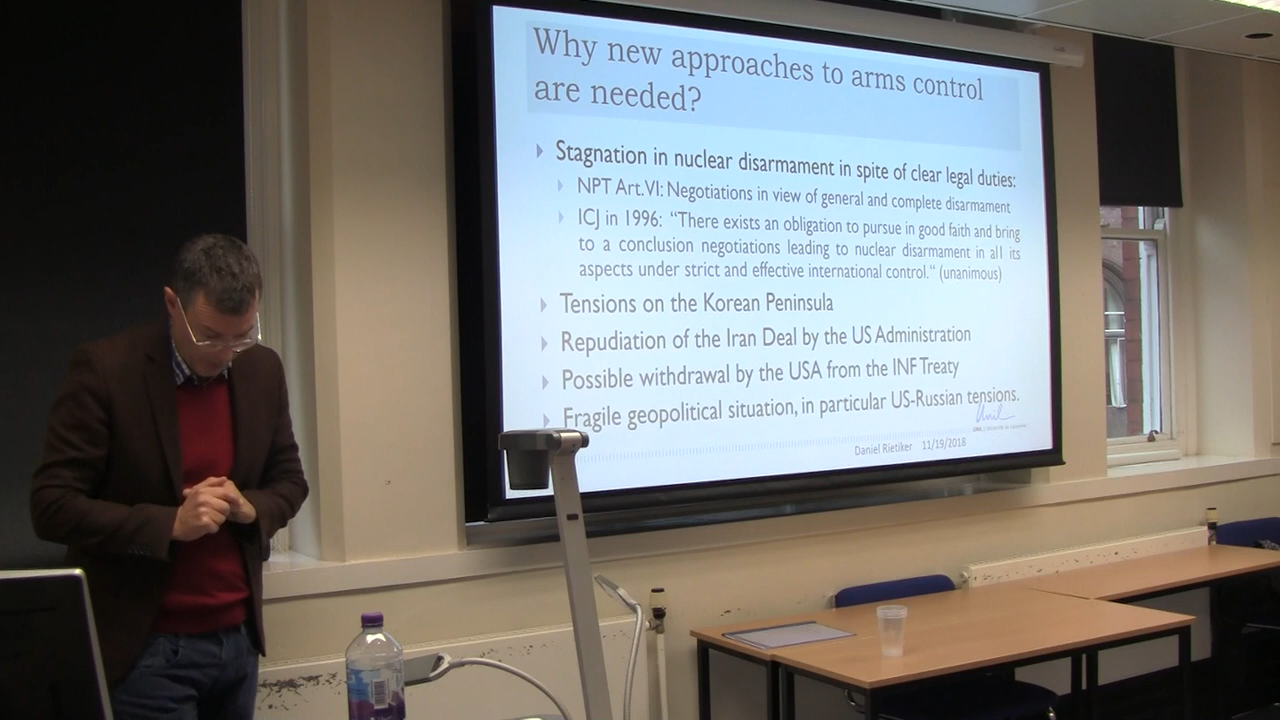 Why new approaches to arms control
are needed?
Stagnation in nuclear disarmament in spite of clear legal duties:
NPT Art.VI: Negotiations in view of general and complete disarmament
ICJ in 1996: “There exists an obligation to pursue in good faith and bring
to a conclusion negotiations leading to nuclear disarmament in all its
aspects under strict and effective international control.“ (unanimous)
Tensions on the Korean Peninsula
Repudiation of the Iran Deal by the US Administration
Possible withdrawal by the USA from the INF Treaty
Fragile geopolitical situation, in particular US-Russian tensions.
Unil
Daniel Rietiker 11/19/2018